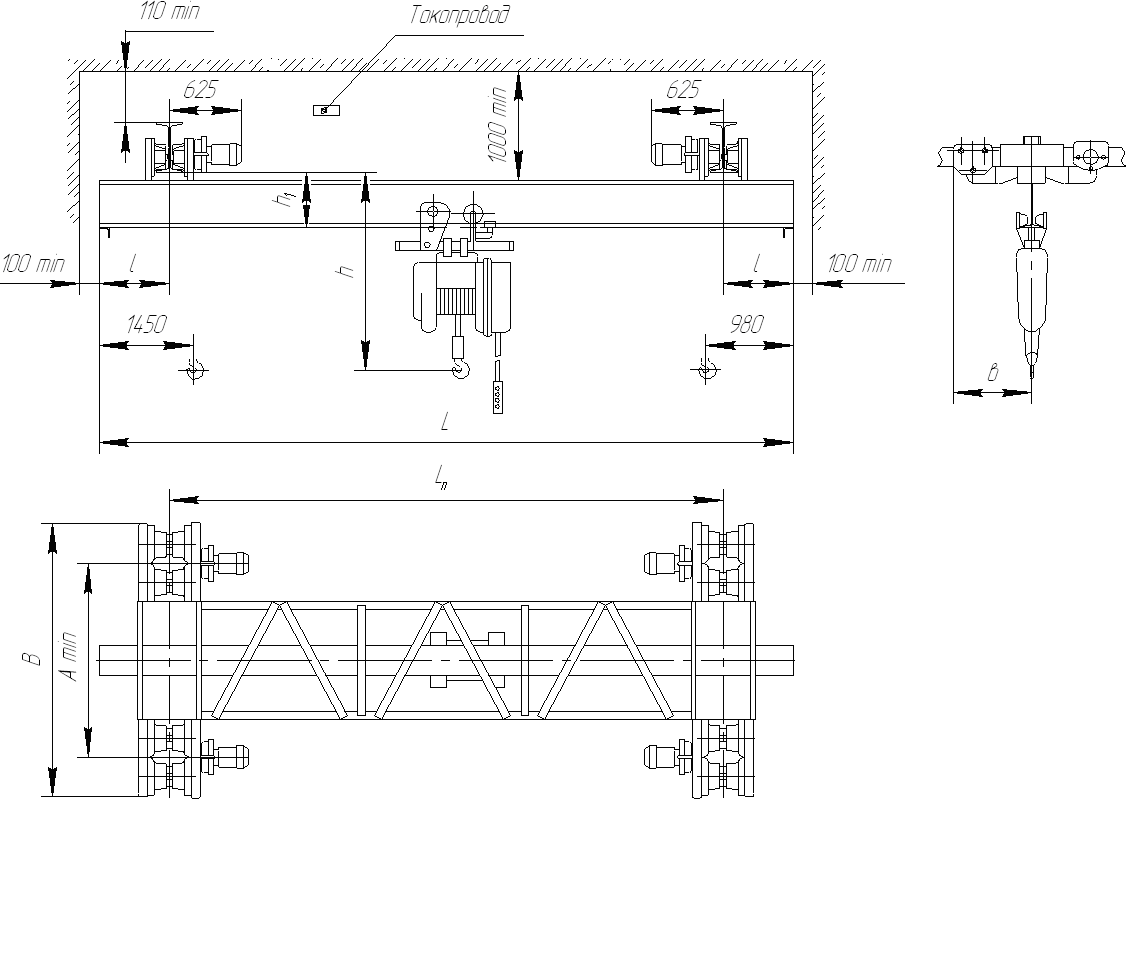 110 min
Токопровод
625
625
1000 min
h1
h
100 min
l
l
100 min
1450
980
в
L
Lп
B
A min